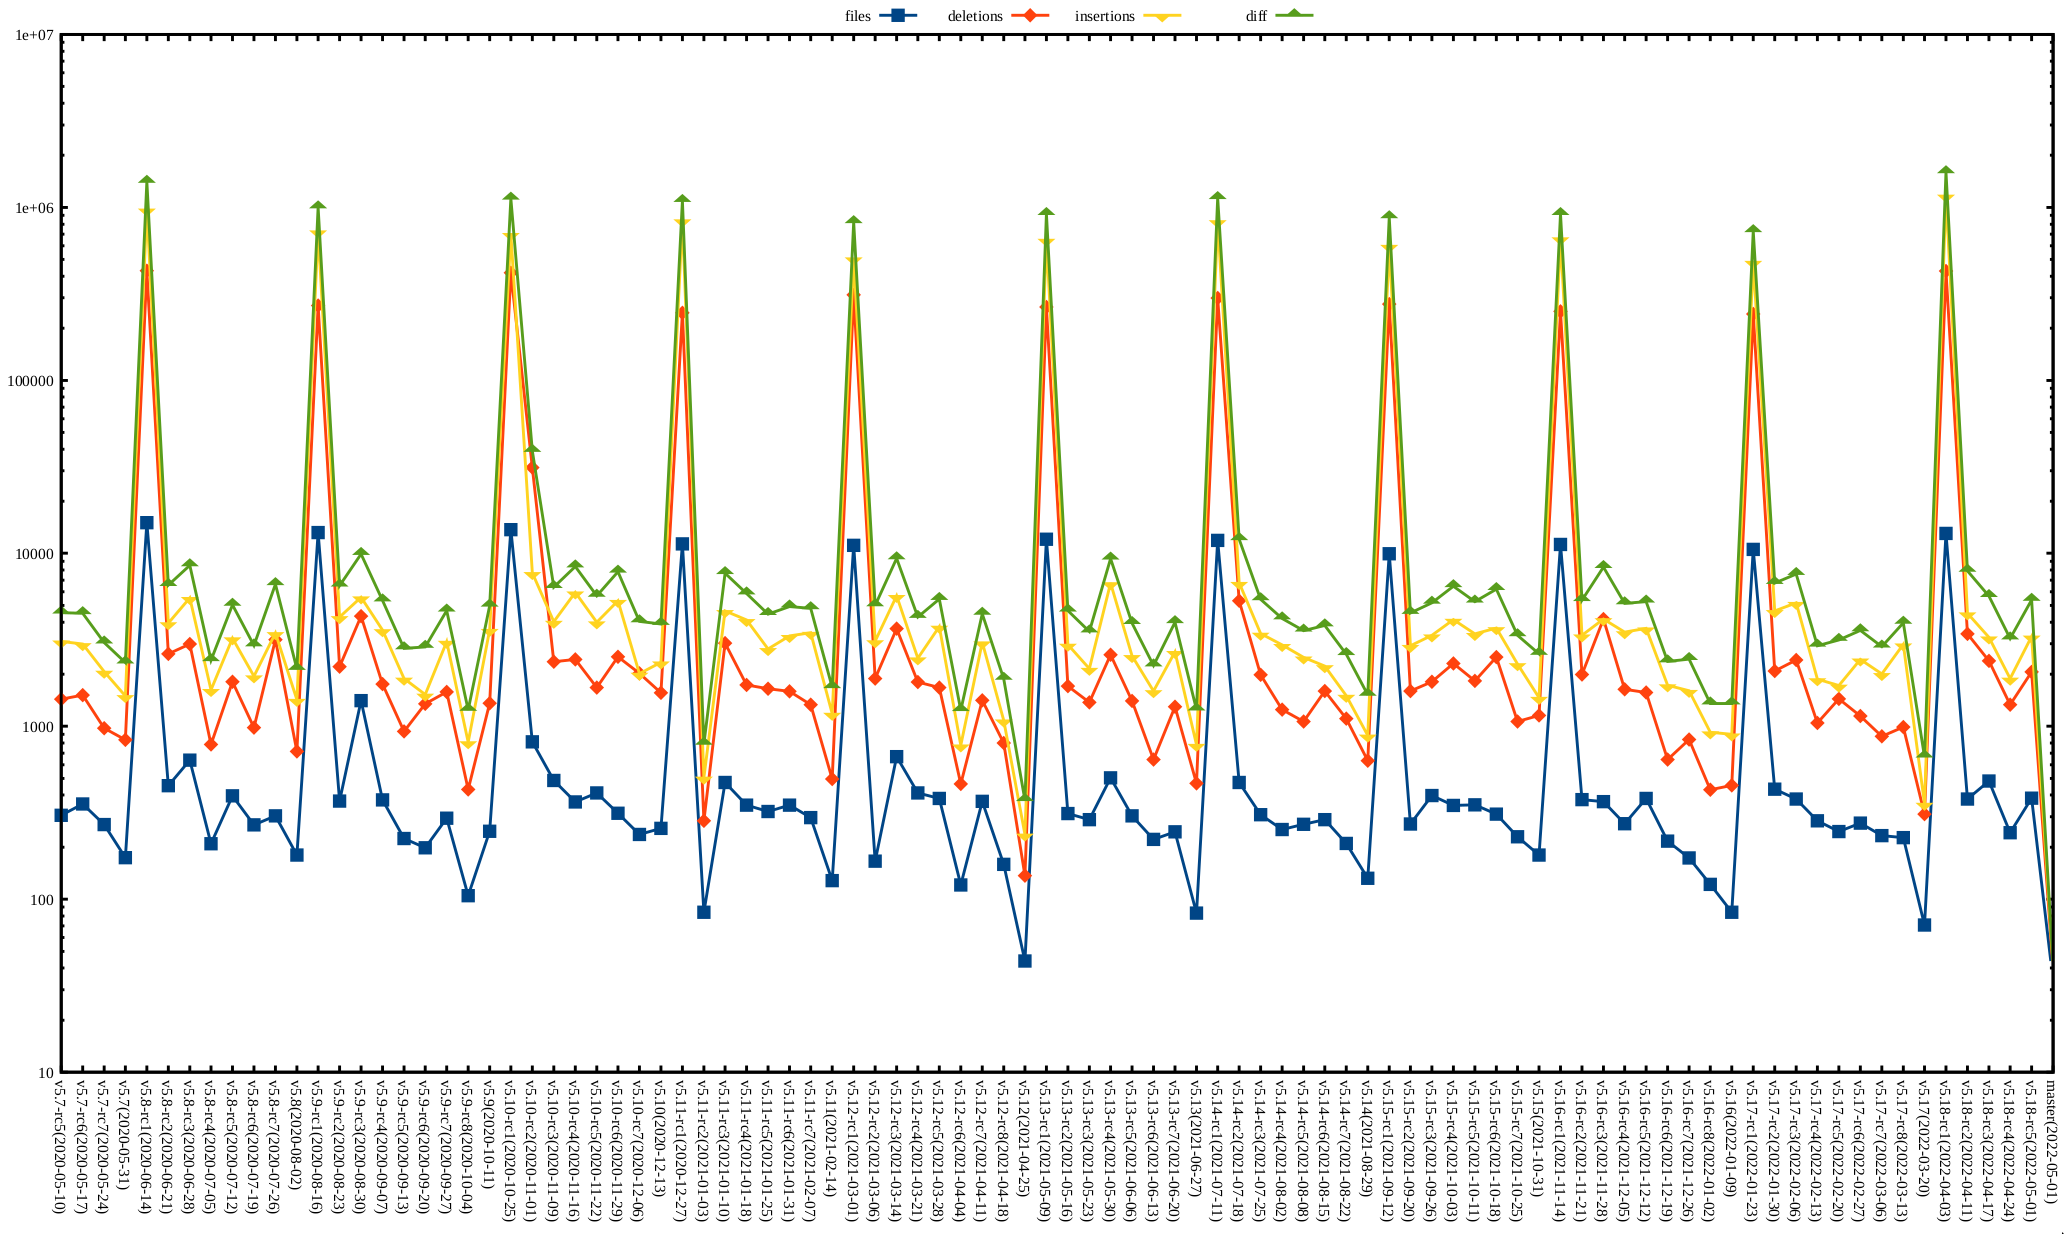 files
deletions
insertions
diff
1e+07
1e+06
100000
10000
1000
100
10
v5.7-rc5(2020-05-10)
v5.7-rc6(2020-05-17)
v5.7-rc7(2020-05-24)
v5.7(2020-05-31)
v5.8-rc1(2020-06-14)
v5.8-rc2(2020-06-21)
v5.8-rc3(2020-06-28)
v5.8-rc4(2020-07-05)
v5.8-rc5(2020-07-12)
v5.8-rc6(2020-07-19)
v5.8-rc7(2020-07-26)
v5.8(2020-08-02)
v5.9-rc1(2020-08-16)
v5.9-rc2(2020-08-23)
v5.9-rc3(2020-08-30)
v5.9-rc4(2020-09-07)
v5.9-rc5(2020-09-13)
v5.9-rc6(2020-09-20)
v5.9-rc7(2020-09-27)
v5.9-rc8(2020-10-04)
v5.9(2020-10-11)
v5.10-rc1(2020-10-25)
v5.10-rc2(2020-11-01)
v5.10-rc3(2020-11-09)
v5.10-rc4(2020-11-16)
v5.10-rc5(2020-11-22)
v5.10-rc6(2020-11-29)
v5.10-rc7(2020-12-06)
v5.10(2020-12-13)
v5.11-rc1(2020-12-27)
v5.11-rc2(2021-01-03)
v5.11-rc3(2021-01-10)
v5.11-rc4(2021-01-18)
v5.11-rc5(2021-01-25)
v5.11-rc6(2021-01-31)
v5.11-rc7(2021-02-07)
v5.11(2021-02-14)
v5.12-rc1(2021-03-01)
v5.12-rc2(2021-03-06)
v5.12-rc3(2021-03-14)
v5.12-rc4(2021-03-21)
v5.12-rc5(2021-03-28)
v5.12-rc6(2021-04-04)
v5.12-rc7(2021-04-11)
v5.12-rc8(2021-04-18)
v5.12(2021-04-25)
v5.13-rc1(2021-05-09)
v5.13-rc2(2021-05-16)
v5.13-rc3(2021-05-23)
v5.13-rc4(2021-05-30)
v5.13-rc5(2021-06-06)
v5.13-rc6(2021-06-13)
v5.13-rc7(2021-06-20)
v5.13(2021-06-27)
v5.14-rc1(2021-07-11)
v5.14-rc2(2021-07-18)
v5.14-rc3(2021-07-25)
v5.14-rc4(2021-08-02)
v5.14-rc5(2021-08-08)
v5.14-rc6(2021-08-15)
v5.14-rc7(2021-08-22)
v5.14(2021-08-29)
v5.15-rc1(2021-09-12)
v5.15-rc2(2021-09-20)
v5.15-rc3(2021-09-26)
v5.15-rc4(2021-10-03)
v5.15-rc5(2021-10-11)
v5.15-rc6(2021-10-18)
v5.15-rc7(2021-10-25)
v5.15(2021-10-31)
v5.16-rc1(2021-11-14)
v5.16-rc2(2021-11-21)
v5.16-rc3(2021-11-28)
v5.16-rc4(2021-12-05)
v5.16-rc5(2021-12-12)
v5.16-rc6(2021-12-19)
v5.16-rc7(2021-12-26)
v5.16-rc8(2022-01-02)
v5.16(2022-01-09)
v5.17-rc1(2022-01-23)
v5.17-rc2(2022-01-30)
v5.17-rc3(2022-02-06)
v5.17-rc4(2022-02-13)
v5.17-rc5(2022-02-20)
v5.17-rc6(2022-02-27)
v5.17-rc7(2022-03-06)
v5.17-rc8(2022-03-13)
v5.17(2022-03-20)
v5.18-rc1(2022-04-03)
v5.18-rc2(2022-04-11)
v5.18-rc3(2022-04-17)
v5.18-rc4(2022-04-24)
v5.18-rc5(2022-05-01)
master(2022-05-01)